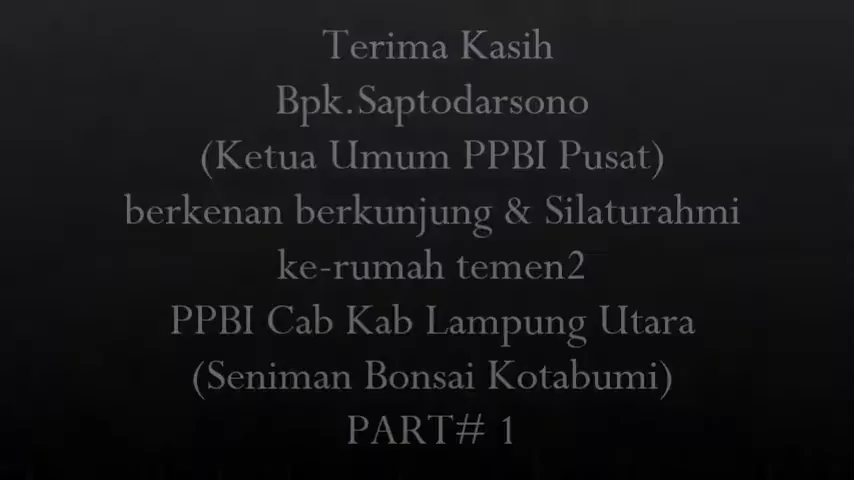 Terima Kasih
Bpk.Saptodarsono
(Ketua Umum PPBI Pusat)
berkenan berkunjung & Silaturahmi
ke-rumah temen2
PPBI Cab Kab Lampung Utara
(Seniman Bonsai Kotabumi)
PART# 1